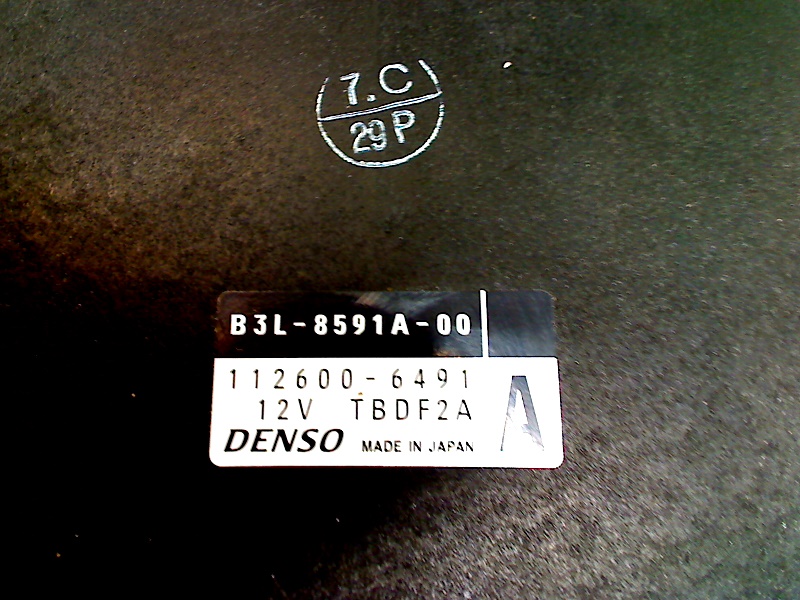 7.C
29P
B3L-8591A-00
112600-6491
12V TBDF2A
A
DENSO MADE IN JAPAN